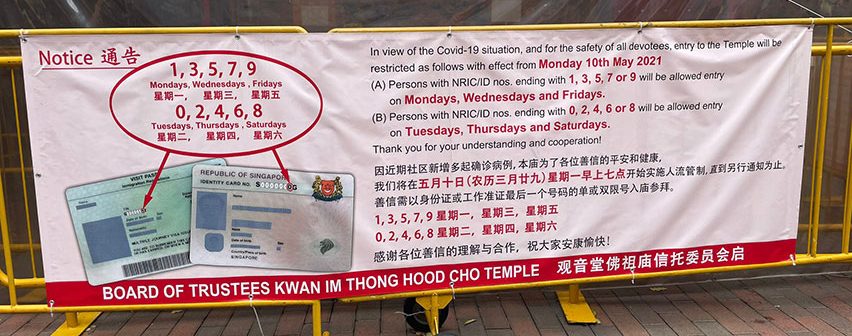 Notice 通告
1, 3, 5, 7, 9
Mondays, Wednesdays , Fridays
星期一， 星期三， 星期五
0, 2, 4, 6, 8
Tuesdays, Thursdays , Saturdays
星期二， 星期四， 星期六
VISIT PASS
REPUBLIC OF SINGAPORE
IDENTITY CARD NO.
Name
Race
Date of birth
Sex
Country/Place of birth
SINGAPORE
MULTIPLE JOURNEY VISA
In view of the Covid-19 situation, and for the safety of all devotees, entry to the Temple will be
restricted as follows with effect from Monday 10th May 2021
(A) Persons with NRIC/ID nos. ending with 1, 3, 5, 7 or 9 will be allowed entry
on Mondays, Wednesdays and Fridays.
(B) Persons with NRIC/ID nos. ending with 0, 2, 4, 6 or 8 will be allowed entry
on Tuesdays, Thursdays and Saturdays.
Thank you for your understanding and cooperation!
因近期社区新增多起确诊病例，本庙为了各位善信的平安和健康，
我们将在五月十日(农历三月廿九)星期一早上七点开始实施人流管制，直到另行通知为止。
善信需以身份证或工作准证最后一个号码的单或双限号入庙参拜。
1, 3, 5, 7, 9 星期一，星期三，星期五
0, 2, 4, 6, 8 星期二，星期四，星期六
感谢各位善信的理解与合作，祝大家安康愉快！
BOARD OF TRUSTEES KWAN IM THONG HOOD CHO TEMPLE 观音堂佛祖庙信托委员会启